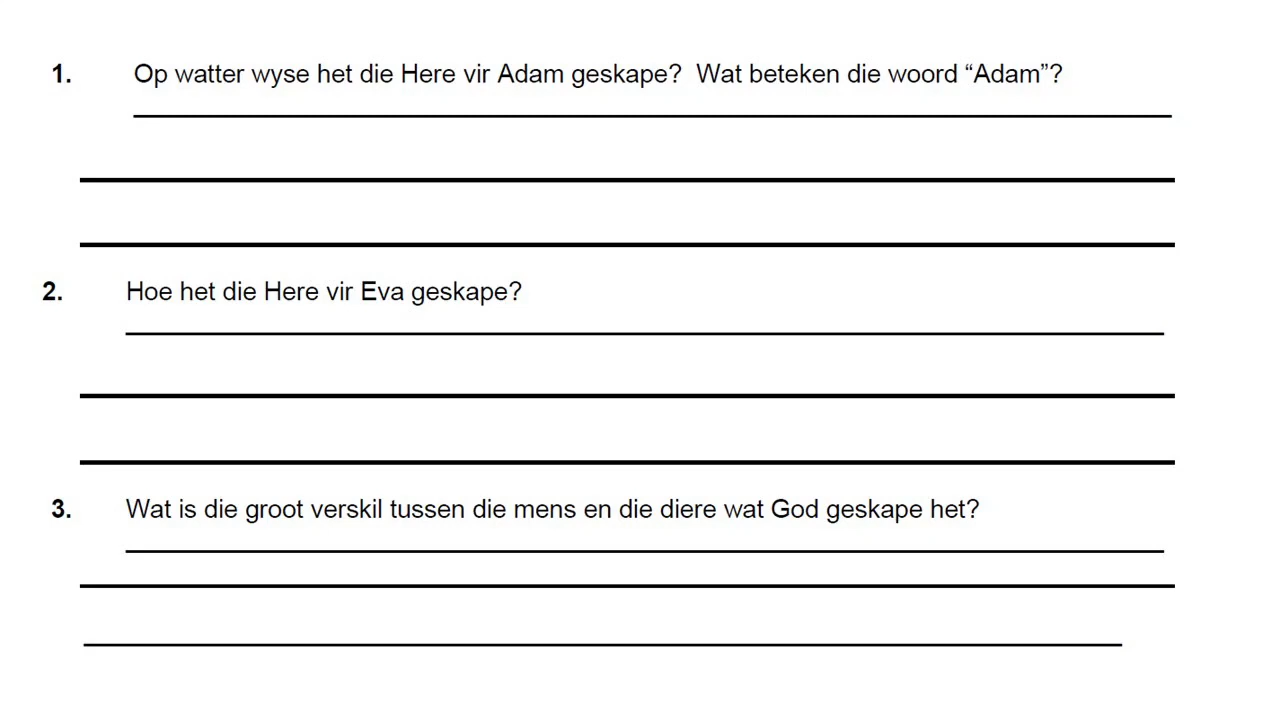 1. Op watter wyse het die Here vir Adam geskape? Wat beteken die woord “Adam”?
2. Hoe het die Here vir Eva geskape?
3. Wat is die groot verskil tussen die mens en die diere wat God geskape het?